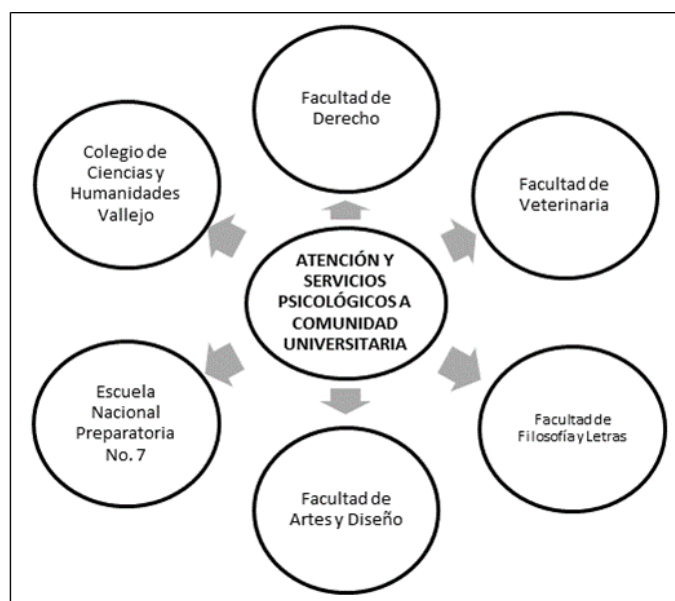 Facultad de
Derecho
Colegio de
Ciencias y
Humanidades
Vallejo
Facultad de
Veterinaria
ATENCIÓN Y
SERVICIOS
PSICOLÓGICOS A
COMUNIDAD
UNIVERSITARIA
Escuela
Nacional
Preparatoria
No. 7
Facultad de
Filosofía y Letras
Facultad de
Artes y Diseño